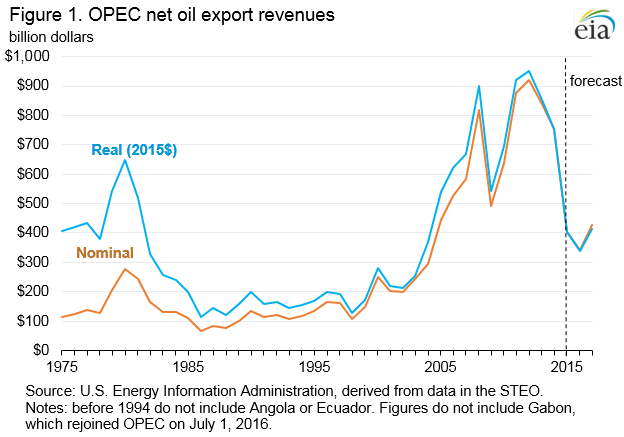 Figure 1. OPEC net oil export revenues
billion dollars
eia
$1,000
$900
$800
$700
$600
$500
$400
$300
$200
$100
$0
forecast
Real (2015$)
Nominal
1975 1985 1995 2005 2015
Source: U.S. Energy Information Administration, derived from data in the STEO.
Notes: before 1994 do not include Angola or Ecuador. Figures do not include Gabon,
which rejoined OPEC on July 1, 2016.